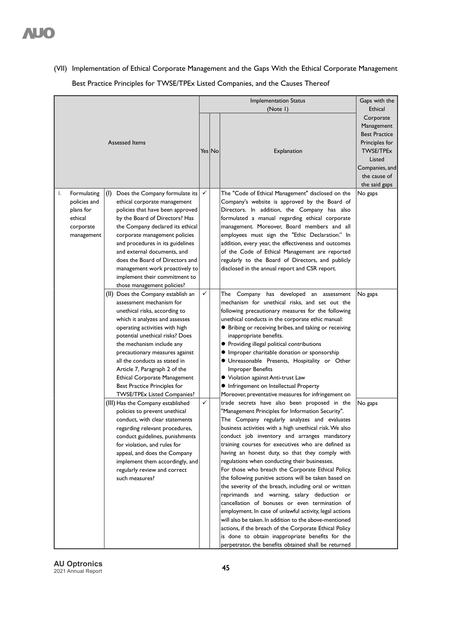 AUO
(VII) Implementation of Ethical Corporate Management and the Gaps With the Ethical Corporate Management
Best Practice Principles for TWSE/TPEx Listed Companies, and the Causes Thereof
Assessed Items
Implementation Status
(Note 1)
Yes No
Explanation
Gaps with the
Ethical
Corporate
Management
Best Practice
Principles for
TWSE/TPEx
Listed
Companies, and
the cause of
the said gaps
I. Formulating
policies and
plans for
ethical
corporate
management
(I) Does the Company formulate its
ethical corporate management
policies that have been approved
by the Board of Directors? Has
the Company declared its ethical
corporate management policies
and procedures in its guidelines
and external documents, and
does the Board of Directors and
management work proactively to
implement their commitment to
those management policies?
✓
The "Code of Ethical Management" disclosed on the
Company's website is approved by the Board of
Directors. In addition, the Company has also
formulated a manual regarding ethical corporate
management. Moreover, Board members and all
employees must sign the "Ethic Declaration." In
addition, every year, the effectiveness and outcomes
of the Code of Ethical Management are reported
regularly to the Board of Directors, and publicly
disclosed in the annual report and CSR report.
No gaps
(II) Does the Company establish an
assessment mechanism for
unethical risks, according to
which it analyzes and assesses
operating activities with high
potential unethical risks? Does
the mechanism include any
precautionary measures against
all the conducts as stated in
Article 7, Paragraph 2 of the
Ethical Corporate Management
Best Practice Principles for
TWSE/TPEx Listed Companies?
✓
The Company has developed an assessment
mechanism for unethical risks, and set out the
following precautionary measures for the following
unethical conducts in the corporate ethic manual:
● Bribing or receiving bribes, and taking or receiving
inappropriate benefits.
● Providing illegal political contributions
● Improper charitable donation or sponsorship
● Unreasonable Presents, Hospitality or Other
Improper Benefits
● Violation against Anti-trust Law
● Infringement on Intellectual Property
Moreover, preventative measures for infringement on
No gaps
(III) Has the Company established
policies to prevent unethical
conduct, with clear statements
regarding relevant procedures,
conduct guidelines, punishments
for violation, and rules for
appeal, and does the Company
implement them accordingly, and
regularly review and correct
such measures?
✓
trade secrets have also been proposed in the
"Management Principles for Information Security".
The Company regularly analyzes and evaluates
business activities with a high unethical risk. We also
conduct job inventory and arranges mandatory
training courses for executives who are defined as
having an honest duty, so that they comply with
regulations when conducting their businesses.
For those who breach the Corporate Ethical Policy,
the following punitive actions will be taken based on
the severity of the breach, including oral or written
reprimands and warning, salary deduction or
cancellation of bonuses or even termination of
employment. In case of unlawful activity, legal actions
will also be taken. In addition to the above-mentioned
actions, if the breach of the Corporate Ethical Policy
is done to obtain inappropriate benefits for the
perpetrator, the benefits obtained shall be returned
No gaps
AU Optronics
2021 Annual Report
45